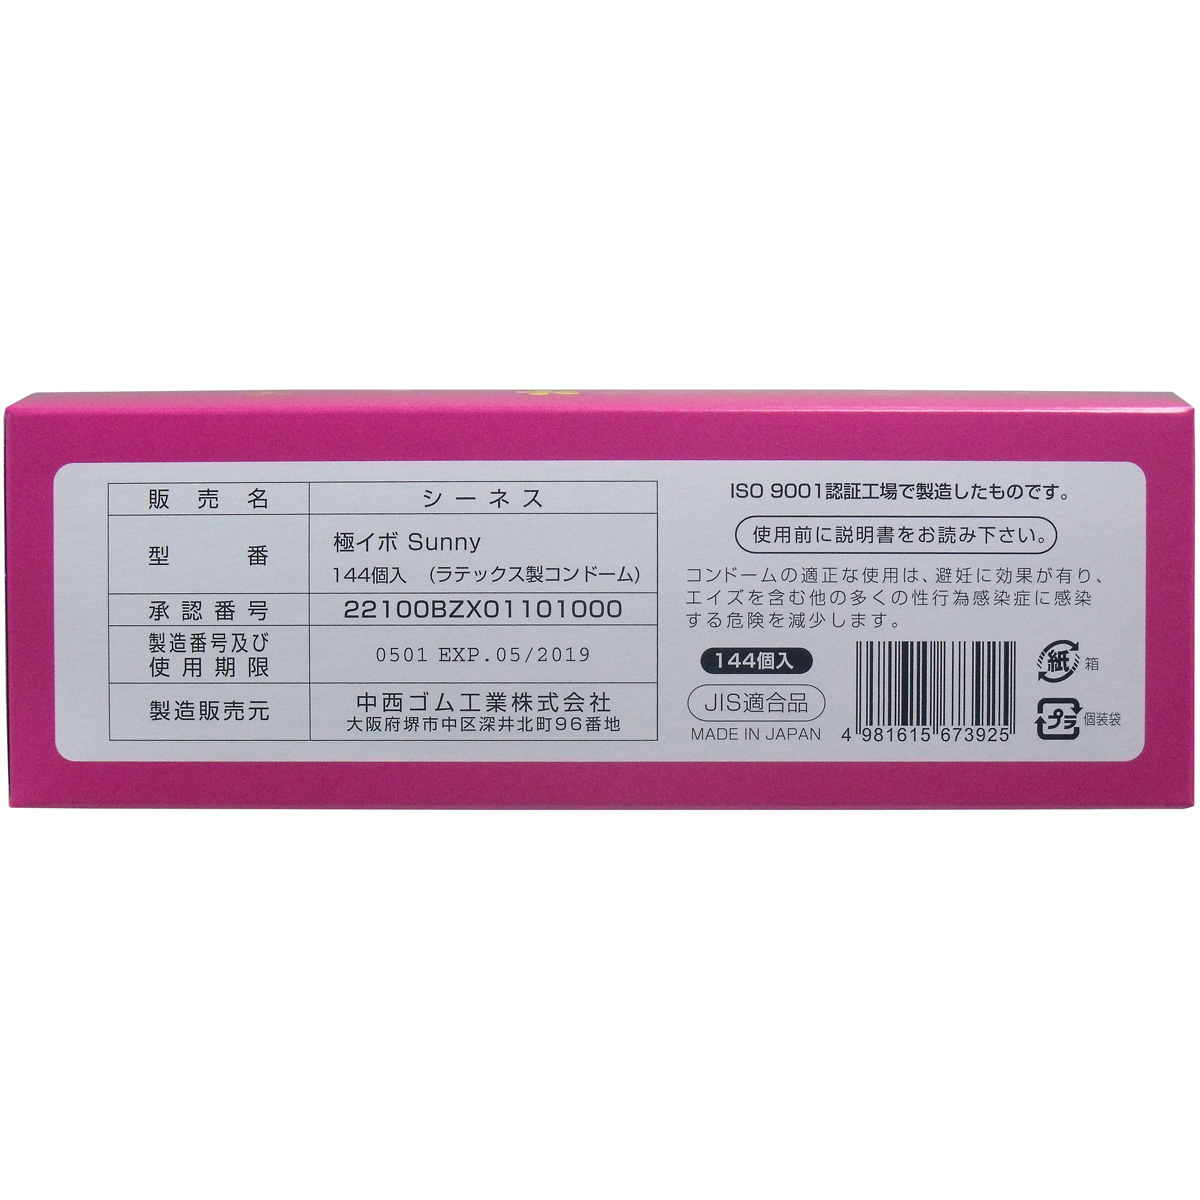 販売名 シーネス
型番 極イボ Sunny
144個入 (ラテックス製コンドーム)
承認番号 22100BZX01101000
製造番号及び
使用期限 0501 EXP.05/2019
製造販売元 中西ゴム工業株式会社
大阪府堺市中区深井北町96番地
ISO 9001認証工場で製造したものです。
使用前に説明書をお読み下さい。
コンドームの適正な使用は、避妊に効果が有り、
エイズを含む他の多くの性行為感染症に感染
する危険を減少します。
144個入
JIS適合品
MADE IN JAPAN
4 981615 673925
紙 箱
プラ 個装袋